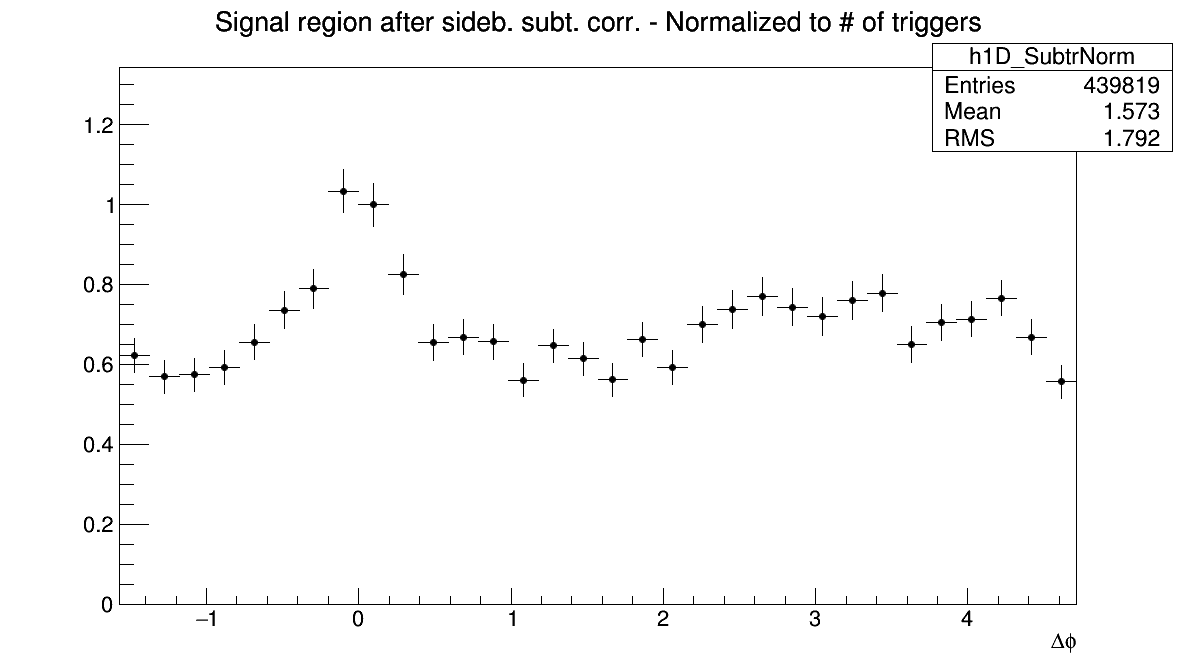 Signal region after sideb. subt. corr. - Normalized to # of triggers
h1D_SubtrNorm
Entries 439819
Mean 1.573
RMS 1.792
1.2
1
0.8
0.6
0.4
0.2
0
−1 0 1 2 3 4
Δϕ